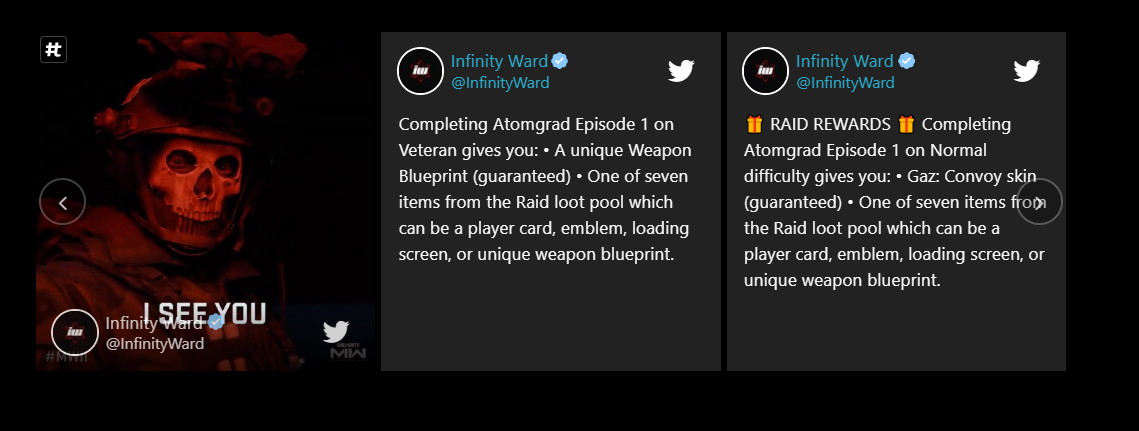 #
I SEE YOU
iw
Infinity Ward
@InfinityWard
#MWII
CALL OF DUTY
MW
iw
Infinity Ward
@InfinityWard
Completing Atomgrad Episode 1 on
Veteran gives you: • A unique Weapon
Blueprint (guaranteed) • One of seven
items from the Raid loot pool which
can be a player card, emblem, loading
screen, or unique weapon blueprint.
iw
Infinity Ward
@InfinityWard
🎁 RAID REWARDS 🎁 Completing
Atomgrad Episode 1 on Normal
difficulty gives you: • Gaz: Convoy skin
(guaranteed) • One of seven items from
the Raid loot pool which can be a
player card, emblem, loading screen, or
unique weapon blueprint.